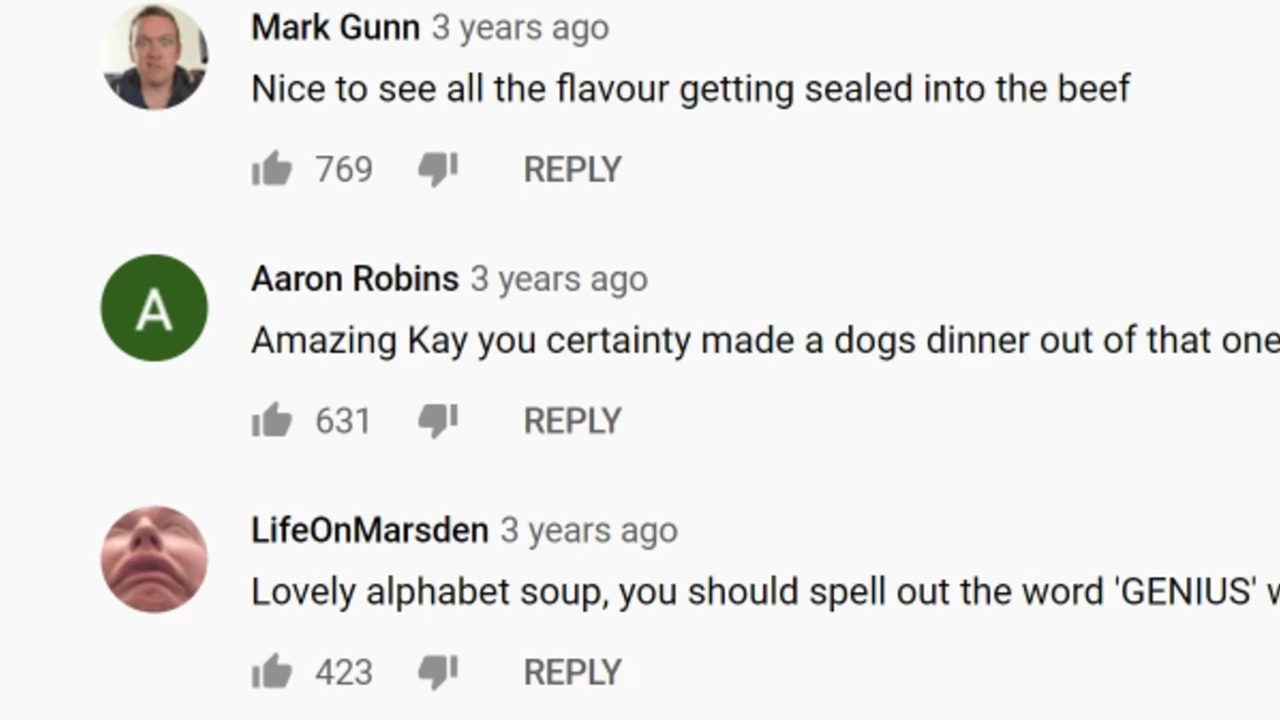 Mark Gunn 3 years ago
Nice to see all the flavour getting sealed into the beef
769 REPLY
A
Aaron Robins 3 years ago
Amazing Kay you certainty made a dogs dinner out of that one
631 REPLY
LifeOnMarsden 3 years ago
Lovely alphabet soup, you should spell out the word 'GENIUS'
423 REPLY